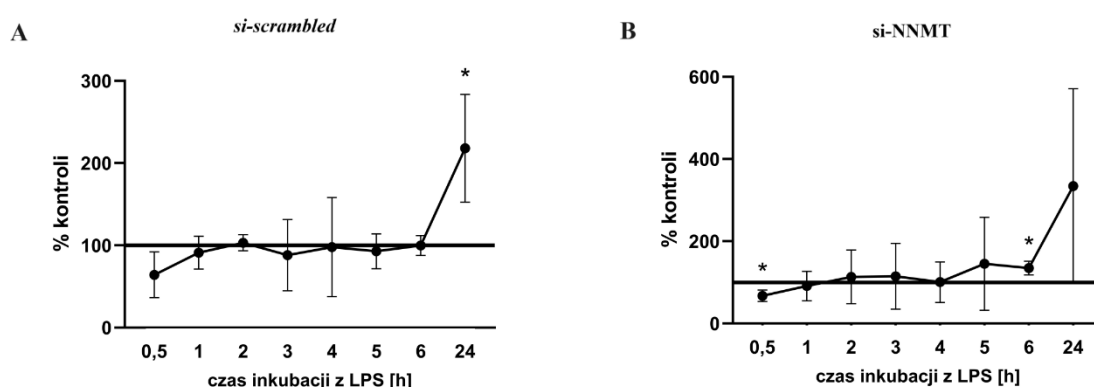 A
si-scrambled
% kontroli
300
200
100
0
*
0,5 1 2 3 4 5 6 24
czas inkubacji z LPS [h]
B
si-NNMT
% kontroli
600
400
200
0
*
*
0,5 1 2 3 4 5 6 24
czas inkubacji z LPS [h]